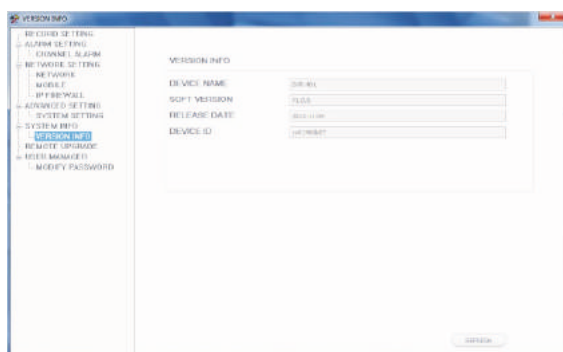 VERSION INFO
RECORD SETTING
ALARM SETTING
CHANNEL ALARM
NETWORK SETTING
NETWORK
MOBILE
IP FIREWALL
ADVANCED SETTING
SYSTEM SETTING
SYSTEM INFO
VERSION INFO
REMOTE UPGRADE
USER MANAGED
MODIFY PASSWORD
VERSION INFO
DEVICE NAME
SOFT VERSION
RELEASE DATE
DEVICE ID
REFRESH